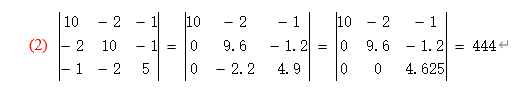 (2) | 10 －2 －1 | | 10 －2 －1 | | 10 －2 －1 |
| －2 10 －1 | = | 0 9.6 －1.2 | = | 0 9.6 －1.2 | = 444↵
| －1 －2 5 | | 0 －2.2 4.9 | | 0 0 4.625 |